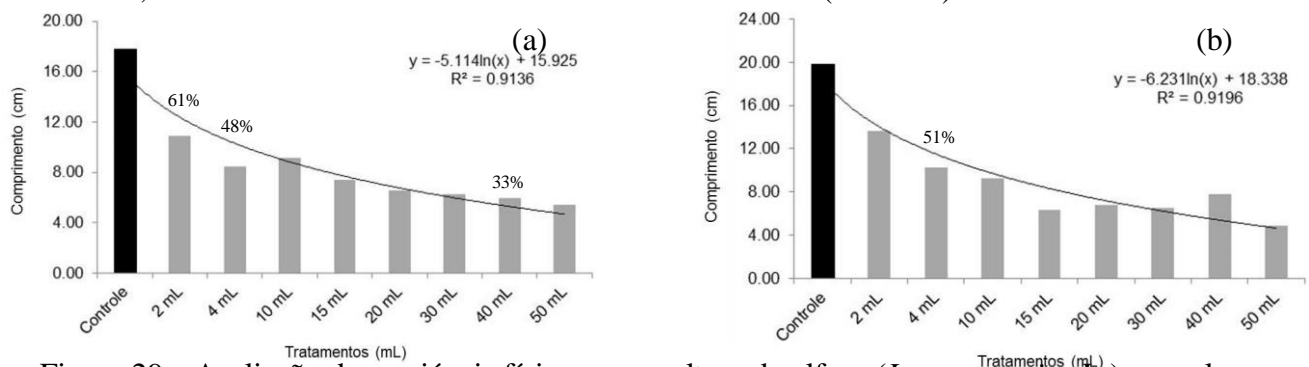 20.00
16.00
12.00
8.00
4.00
0.00
Comprimento (cm)
(a)
y = -5.114ln(x) + 15.925
R² = 0.9136
61%
48%
33%
Controle
2 mL
4 mL
10 mL
15 mL
20 mL
30 mL
40 mL
50 mL
Tratamentos (mL)
24.00
20.00
16.00
12.00
8.00
4.00
0.00
Comprimento (cm)
(b)
y = -6.231ln(x) + 18.338
R² = 0.9196
51%
Controle
2 mL
4 mL
10 mL
15 mL
20 mL
30 mL
40 mL
50 mL
Tratamentos (mL)